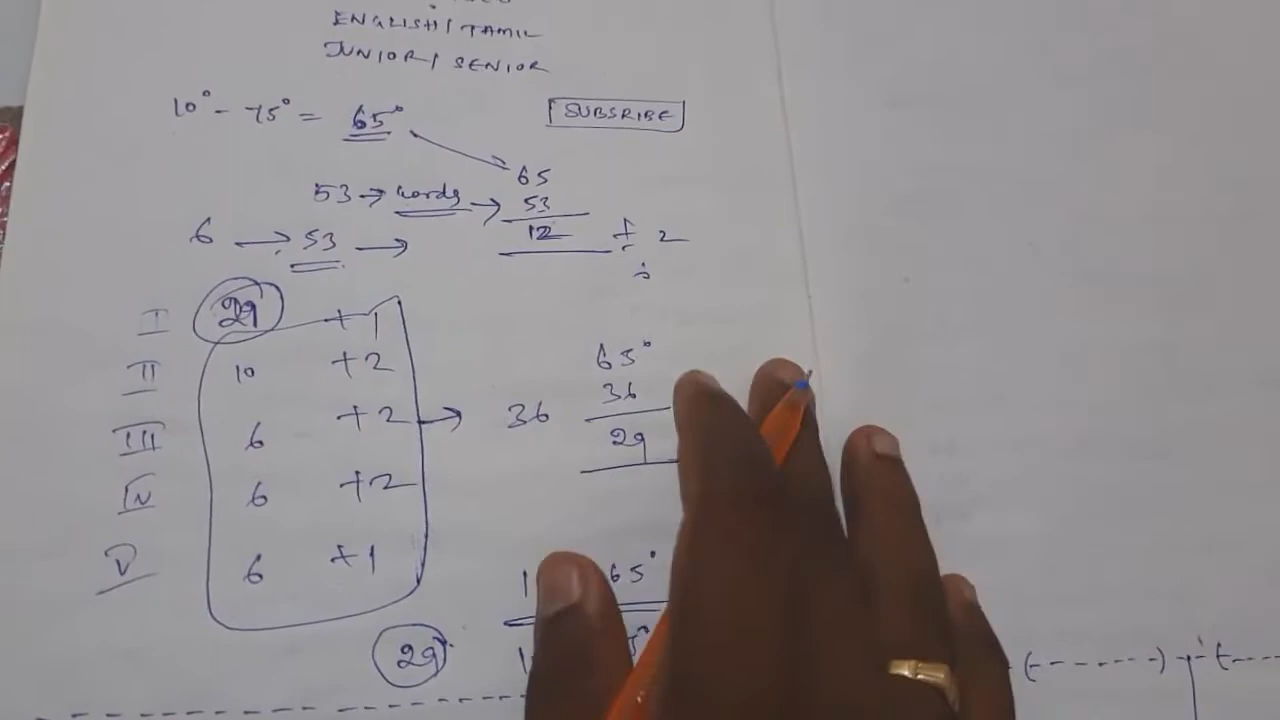 ENGLISH / TAMIL
JUNIOR / SENIOR
10° - 75° = 65°
SUBSRIBE
65
53 → words → 53
6 → 53 → 12 + 2
I 29 + 1
II 10 + 2
III 6 + 2 → 36
IV 6 + 2
V 6 + 1
65°
36
29
65°
29
(------) (----